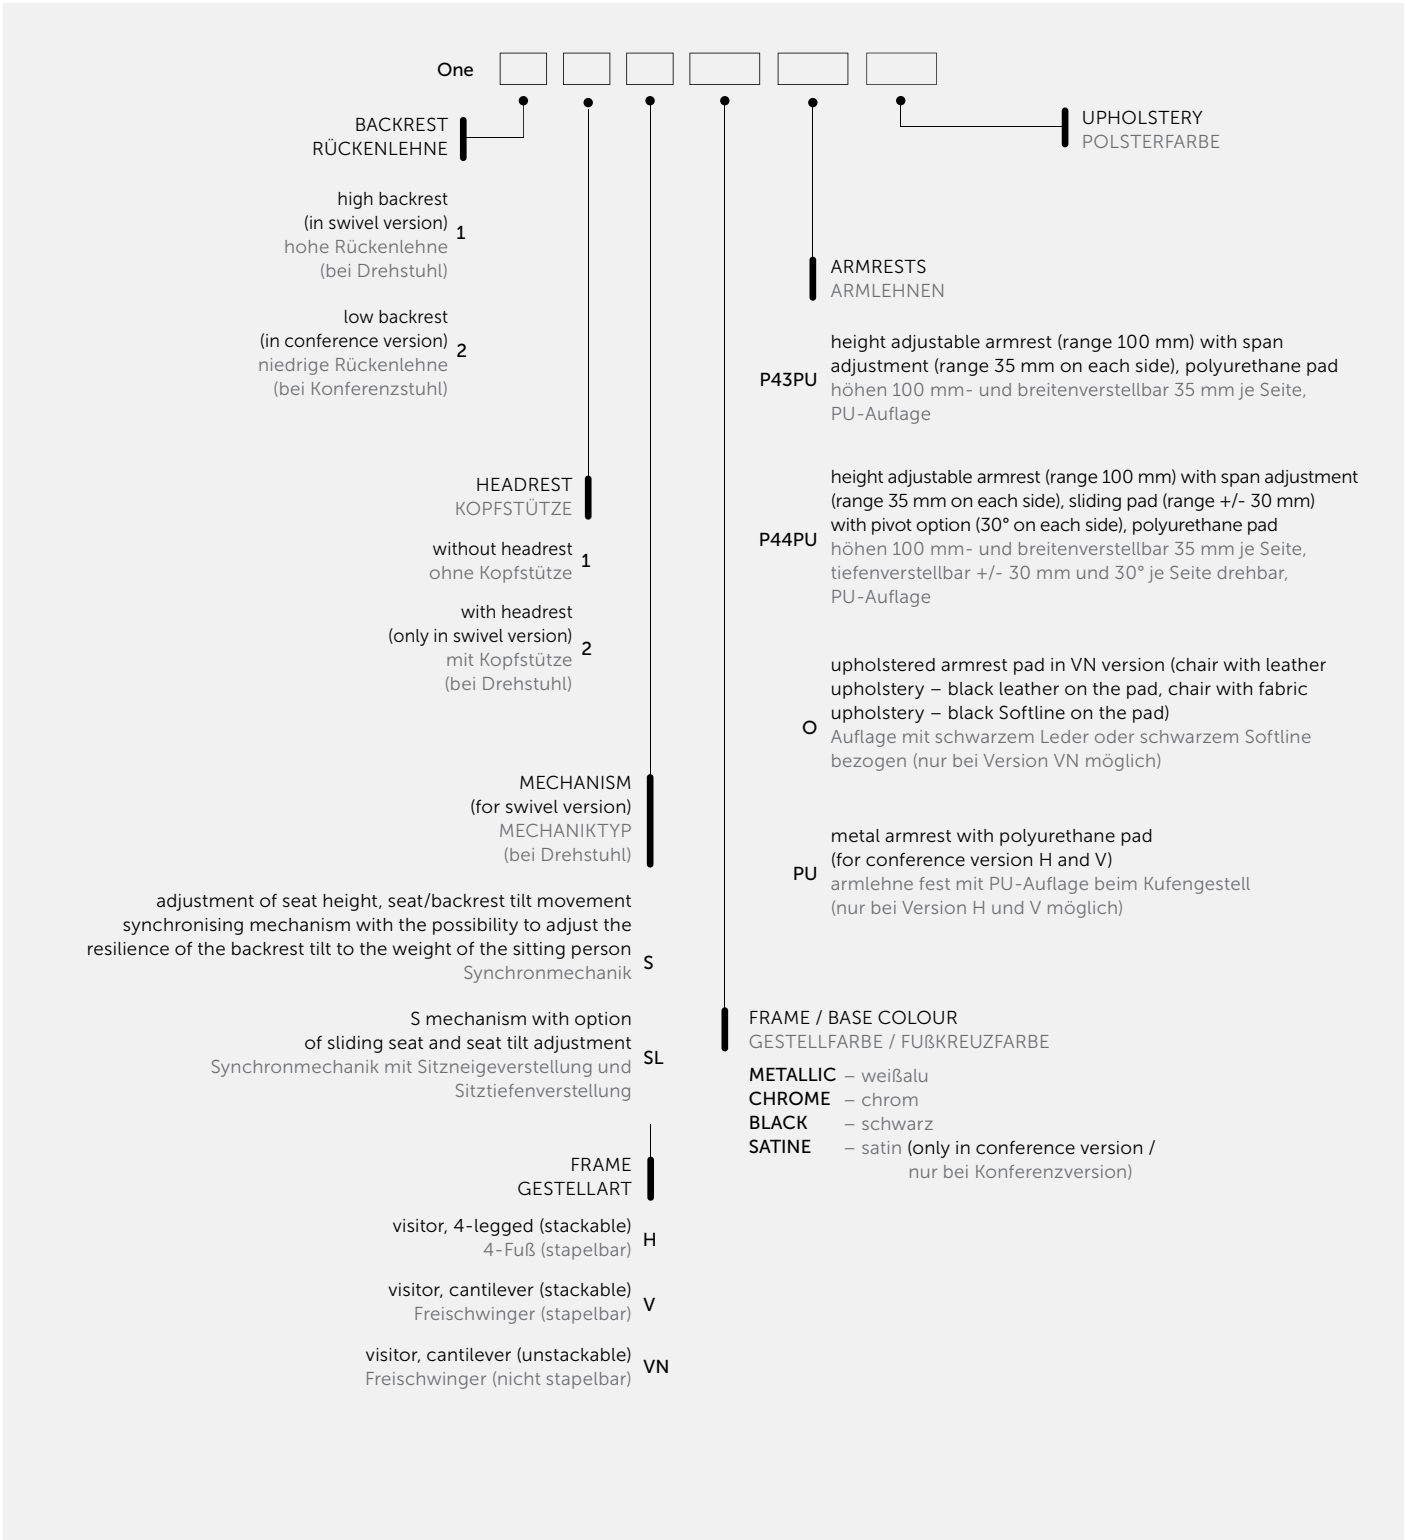 One
BACKREST
RÜCKENLEHNE
high backrest
(in swivel version)
1
hohe Rückenlehne
(bei Drehstuhl)
low backrest
(in conference version)
2
niedrige Rückenlehne
(bei Konferenzstuhl)
HEADREST
KOPFSTÜTZE
without headrest
1
ohne Kopfstütze
with headrest
(only in swivel version)
2
mit Kopfstütze
(bei Drehstuhl)
MECHANISM
(for swivel version)
MECHANIKTYP
(bei Drehstuhl)
adjustment of seat height, seat/backrest tilt movement
synchronising mechanism with the possibility to adjust the
resilience of the backrest tilt to the weight of the sitting person
S
Synchronmechanik
S mechanism with option
of sliding seat and seat tilt adjustment
SL
Synchronmechanik mit Sitzneigeverstellung und
Sitztiefenverstellung
FRAME
GESTELLART
visitor, 4-legged (stackable)
H
4-Fuß (stapelbar)
visitor, cantilever (stackable)
V
Freischwinger (stapelbar)
visitor, cantilever (unstackable)
VN
Freischwinger (nicht stapelbar)
UPHOLSTERY
POLSTERFARBE
ARMRESTS
ARMLEHNEN
height adjustable armrest (range 100 mm) with span
adjustment (range 35 mm on each side), polyurethane pad
P43PU
höhen 100 mm- und breitenverstellbar 35 mm je Seite,
PU-Auflage
height adjustable armrest (range 100 mm) with span adjustment
(range 35 mm on each side), sliding pad (range +/- 30 mm)
with pivot option (30° on each side), polyurethane pad
P44PU
höhen 100 mm- und breitenverstellbar 35 mm je Seite,
tiefenverstellbar +/- 30 mm und 30° je Seite drehbar,
PU-Auflage
upholstered armrest pad in VN version (chair with leather
upholstery – black leather on the pad, chair with fabric
upholstery – black Softline on the pad)
O
Auflage mit schwarzem Leder oder schwarzem Softline
bezogen (nur bei Version VN möglich)
metal armrest with polyurethane pad
(for conference version H and V)
PU
armlehne fest mit PU-Auflage beim Kufengestell
(nur bei Version H und V möglich)
FRAME / BASE COLOUR
GESTELLFARBE / FUßKREUZFARBE
METALLIC – weißalu
CHROME – chrom
BLACK – schwarz
SATINE – satin (only in conference version /
nur bei Konferenzversion)